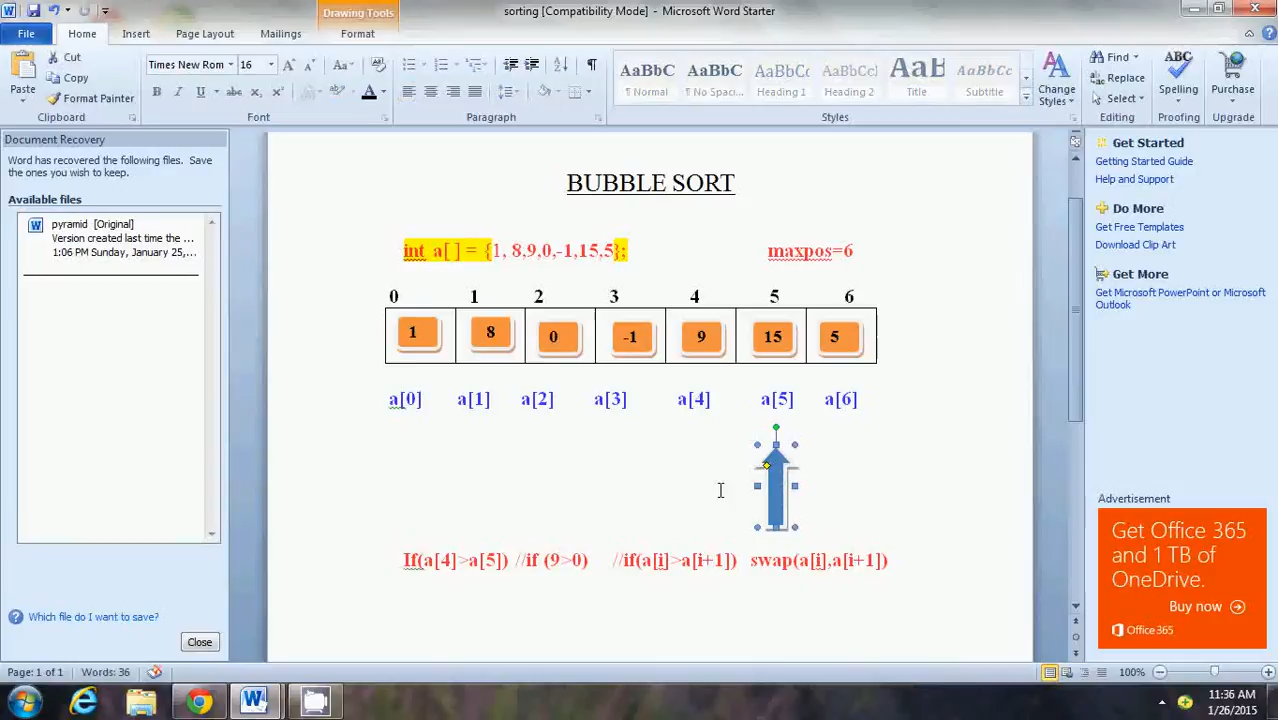 sorting [Compatibility Mode] - Microsoft Word Starter
Drawing Tools
File Home Insert Page Layout Mailings Format
Paste
Cut
Copy
Format Painter
Clipboard
Times New Rom 16
Font
Paragraph
AaBbC AaBbC AaBbCc AaBbCc AaB AaBbCc
¶ Normal ¶ No Spaci... Heading 1 Heading 2 Title Subtitle
Styles
Change Styles
Find
Replace
Select
Editing
Spelling
Proofing
Purchase
Upgrade
Document Recovery
Word has recovered the following files. Save
the ones you wish to keep.
Available files
pyramid [Original]
Version created last time the ...
1:06 PM Sunday, January 25,...
Which file do I want to save?
Close
BUBBLE SORT
int a[ ] = {1, 8,9,0,-1,15,5}; maxpos=6
0 1 2 3 4 5 6
1 8 0 -1 9 15 5
a[0] a[1] a[2] a[3] a[4] a[5] a[6]
If(a[4]>a[5]) //if (9>0) //if(a[i]>a[i+1]) swap(a[i],a[i+1])
Get Started
Getting Started Guide
Help and Support
Do More
Get Free Templates
Download Clip Art
Get More
Get Microsoft PowerPoint or Microsoft
Outlook
Advertisement
Get Office 365
and 1 TB of
OneDrive.
Buy now
Office 365
Page: 1 of 1 Words: 36 100%
11:36 AM
1/26/2015